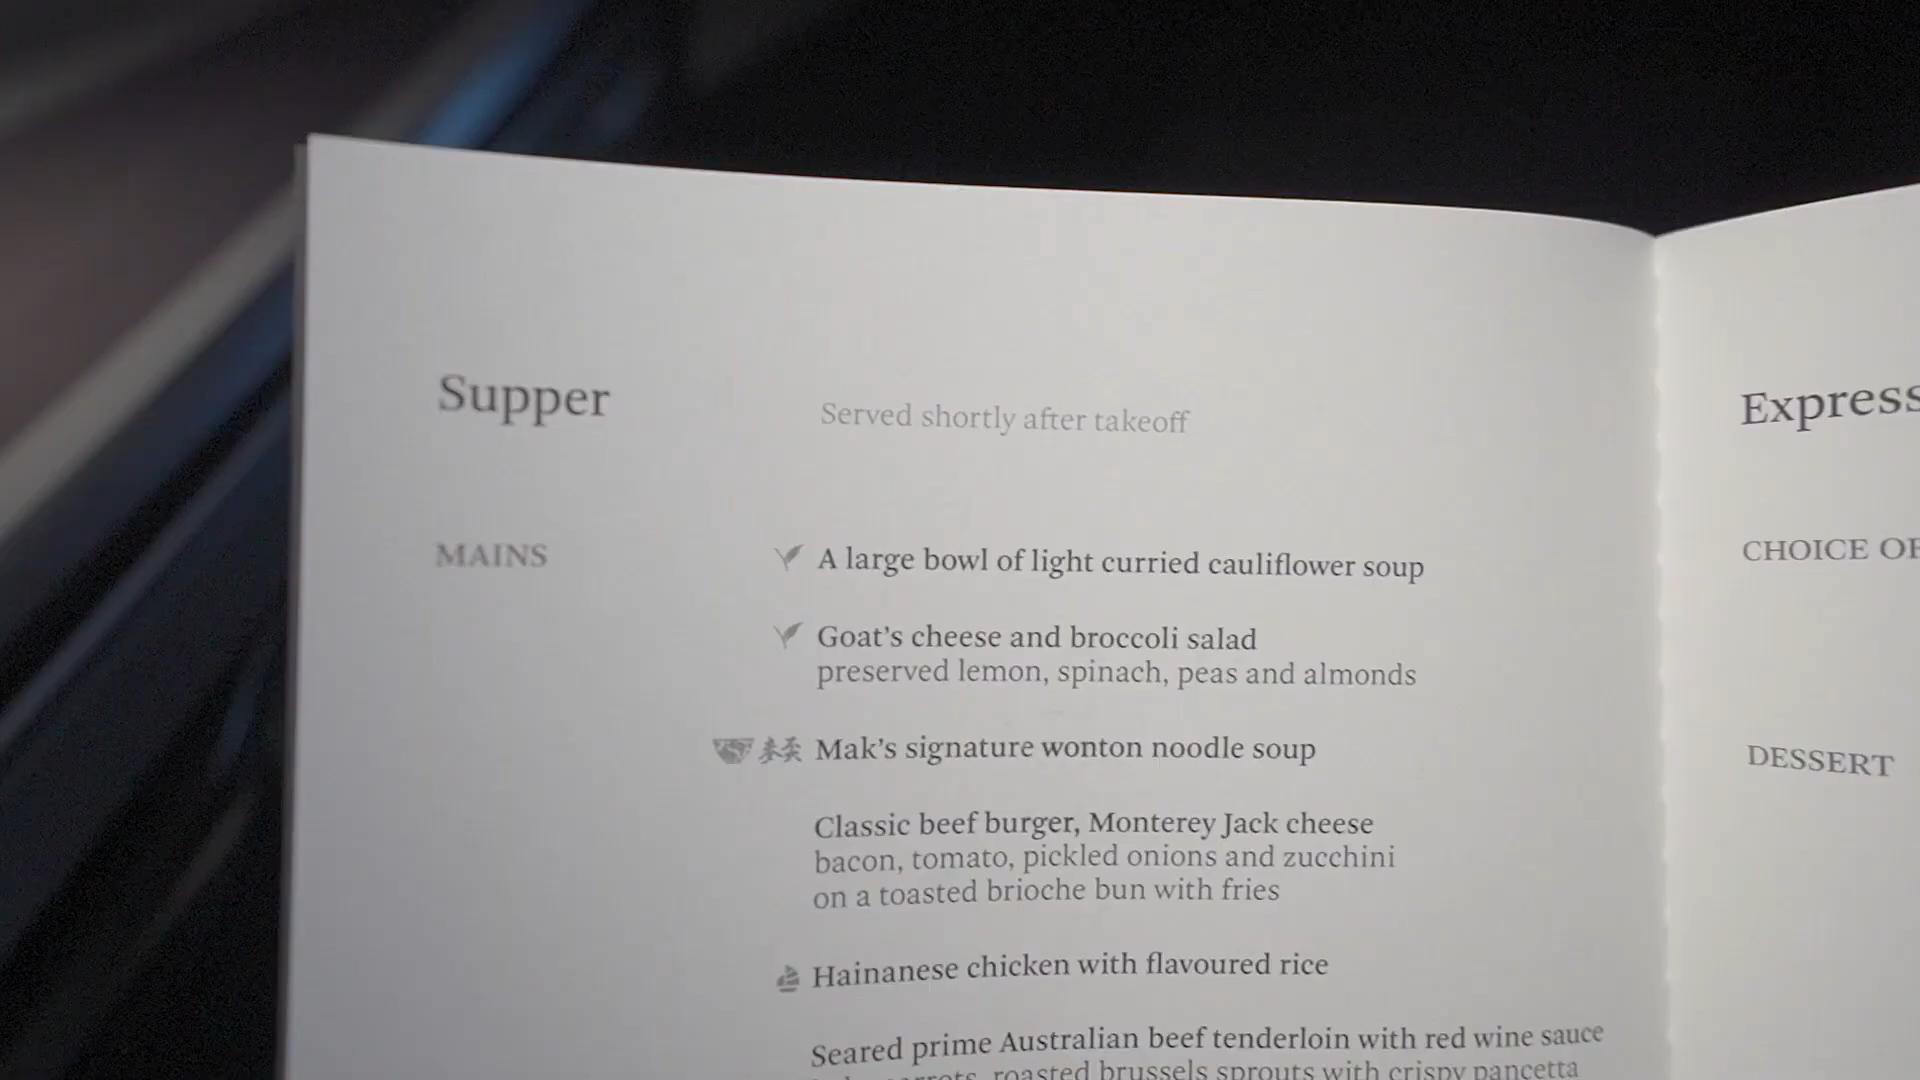 Supper
Served shortly after takeoff
MAINS
A large bowl of light curried cauliflower soup
Goat’s cheese and broccoli salad
preserved lemon, spinach, peas and almonds
Mak’s signature wonton noodle soup
Classic beef burger, Monterey Jack cheese
bacon, tomato, pickled onions and zucchini
on a toasted brioche bun with fries
Hainanese chicken with flavoured rice
Seared prime Australian beef tenderloin with red wine sauce
roasted brussels sprouts with crispy pancetta
Express
CHOICE OF
DESSERT